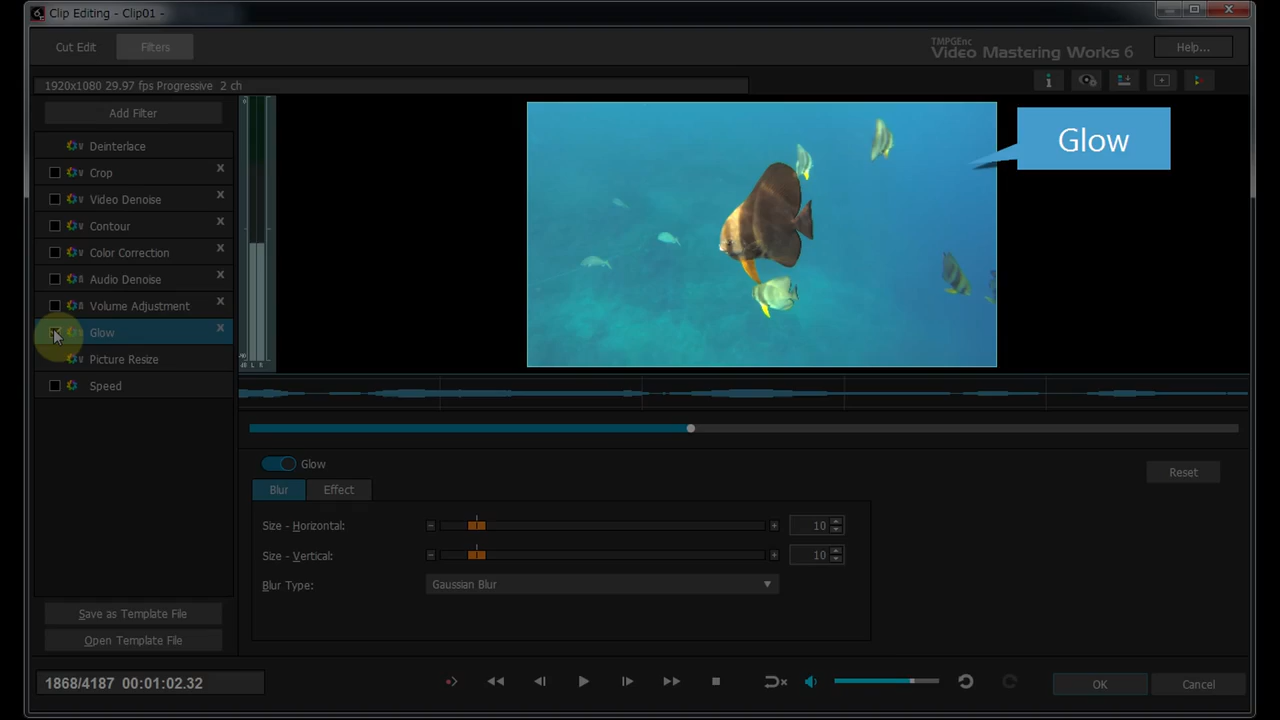 Clip Editing - Clip01 -
Cut Edit
Filters
TMPGEnc
Video Mastering Works 6
Help...
1920x1080 29.97 fps Progressive 2 ch
Add Filter
Deinterlace
Crop
Video Denoise
Contour
Color Correction
Audio Denoise
Volume Adjustment
Glow
Picture Resize
Speed
Glow
Glow
Reset
Blur
Effect
Size - Horizontal:
10
Size - Vertical:
10
Blur Type:
Gaussian Blur
Save as Template File
Open Template File
1868/4187 00:01:02.32
OK
Cancel